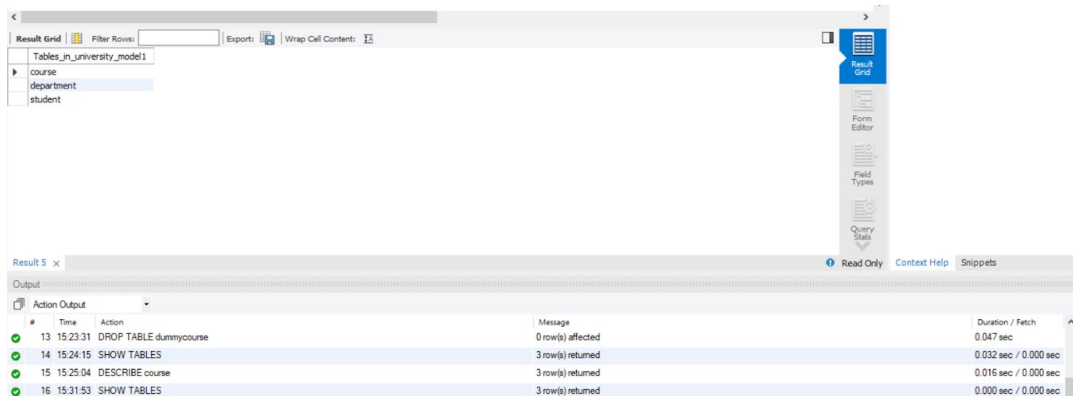 Result Grid Filter Rows: Export: Wrap Cell Content:
Tables_in_university_model1
course
department
student
Result
Grid
Form
Editor
Field
Types
Query
Stats
Result 5 Read Only Context Help Snippets
Output
Action Output
# Time Action Message Duration / Fetch
13 15:23:31 DROP TABLE dummycourse 0 row(s) affected 0.047 sec
14 15:24:15 SHOW TABLES 3 row(s) returned 0.032 sec / 0.000 sec
15 15:25:04 DESCRIBE course 3 row(s) returned 0.016 sec / 0.000 sec
16 15:31:53 SHOW TABLES 3 row(s) returned 0.000 sec / 0.000 sec